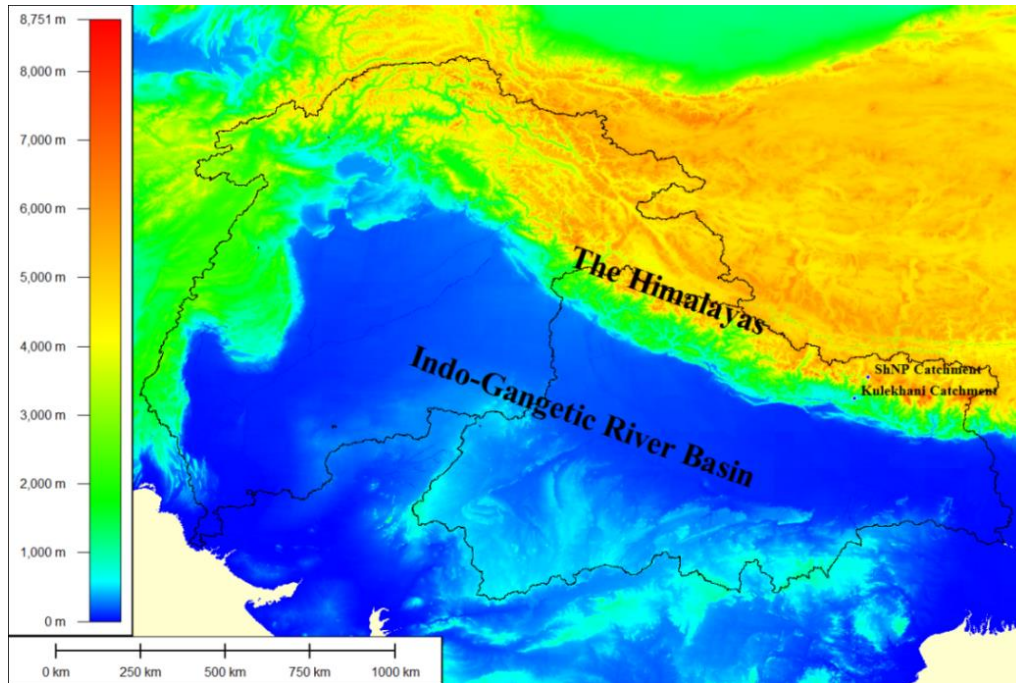 8,751 m
8,000 m
7,000 m
6,000 m
5,000 m
4,000 m
3,000 m
2,000 m
1,000 m
0 m
The Himalayas
ShNP Catchment
Kulekhani Catchment
Indo-Gangetic River Basin
0 km 250 km 500 km 750 km 1000 km